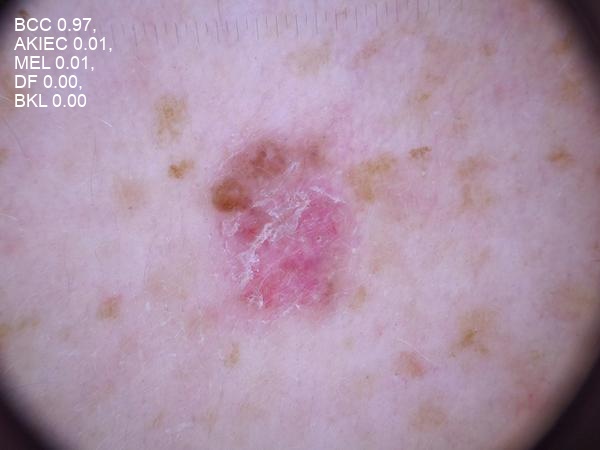 BCC 0.97,
AKIEC 0.01,
MEL 0.01,
DF 0.00,
BKL 0.00